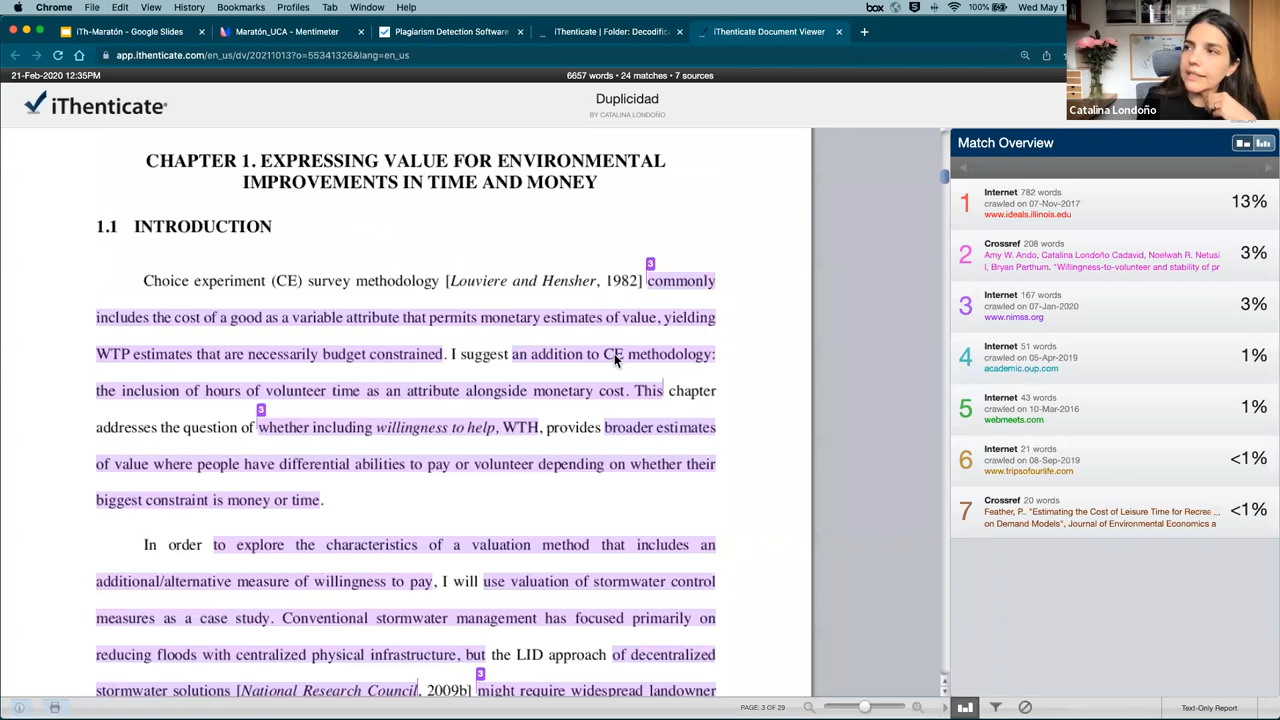 Chrome File Edit View History Bookmarks Profiles Tab Window Help
box 100% Wed May 1
iTh-Maratón - Google Slides
Maratón_UCA - Mentimeter
Plagiarism Detection Software
iThenticate | Folder: Decodific
iThenticate Document Viewer
app.ithenticate.com/en_us/dv/20211013?o=55341326&lang=en_us
Catalina Londoño
21-Feb-2020 12:35PM
6657 words • 24 matches • 7 sources
iThenticate®
Duplicidad
BY CATALINA LONDOÑO
CHAPTER 1. EXPRESSING VALUE FOR ENVIRONMENTAL
IMPROVEMENTS IN TIME AND MONEY
1.1 INTRODUCTION
3
Choice experiment (CE) survey methodology [Louviere and Hensher, 1982] commonly
includes the cost of a good as a variable attribute that permits monetary estimates of value, yielding
WTP estimates that are necessarily budget constrained. I suggest an addition to CE methodology:
the inclusion of hours of volunteer time as an attribute alongside monetary cost. This chapter
3
addresses the question of whether including willingness to help, WTH, provides broader estimates
of value where people have differential abilities to pay or volunteer depending on whether their
biggest constraint is money or time.
In order to explore the characteristics of a valuation method that includes an
additional/alternative measure of willingness to pay, I will use valuation of stormwater control
measures as a case study. Conventional stormwater management has focused primarily on
reducing floods with centralized physical infrastructure, but the LID approach of decentralized
3
stormwater solutions [National Research Council, 2009b] might require widespread landowner
Match Overview
1 Internet 782 words 13%
crawled on 07-Nov-2017
www.ideals.illinois.edu
2 Crossref 208 words 3%
Amy W. Ando, Catalina Londoño Cadavid, Noelwah R. Netusi
l, Bryan Parthum. "Willingness-to-volunteer and stability of pr
3 Internet 167 words 3%
crawled on 07-Jan-2020
www.nimss.org
4 Internet 51 words 1%
crawled on 05-Apr-2019
academic.oup.com
5 Internet 43 words 1%
crawled on 10-Mar-2016
webmeets.com
6 Internet 21 words <1%
crawled on 08-Sep-2019
www.tripsofourlife.com
7 Crossref 20 words <1%
Feather, P.. "Estimating the Cost of Leisure Time for Recrea ...
on Demand Models", Journal of Environmental Economics a
PAGE: 3 OF 29
Text-Only Report